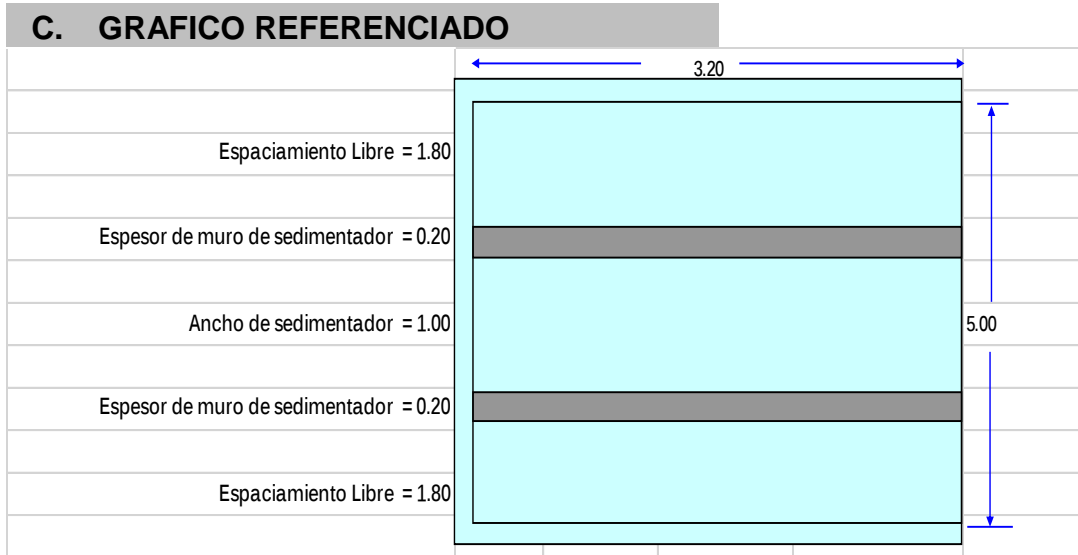 C. GRAFICO REFERENCIADO
3.20
Espaciamiento Libre = 1.80
Espesor de muro de sedimentador = 0.20
Ancho de sedimentador = 1.00
5.00
Espesor de muro de sedimentador = 0.20
Espaciamiento Libre = 1.80